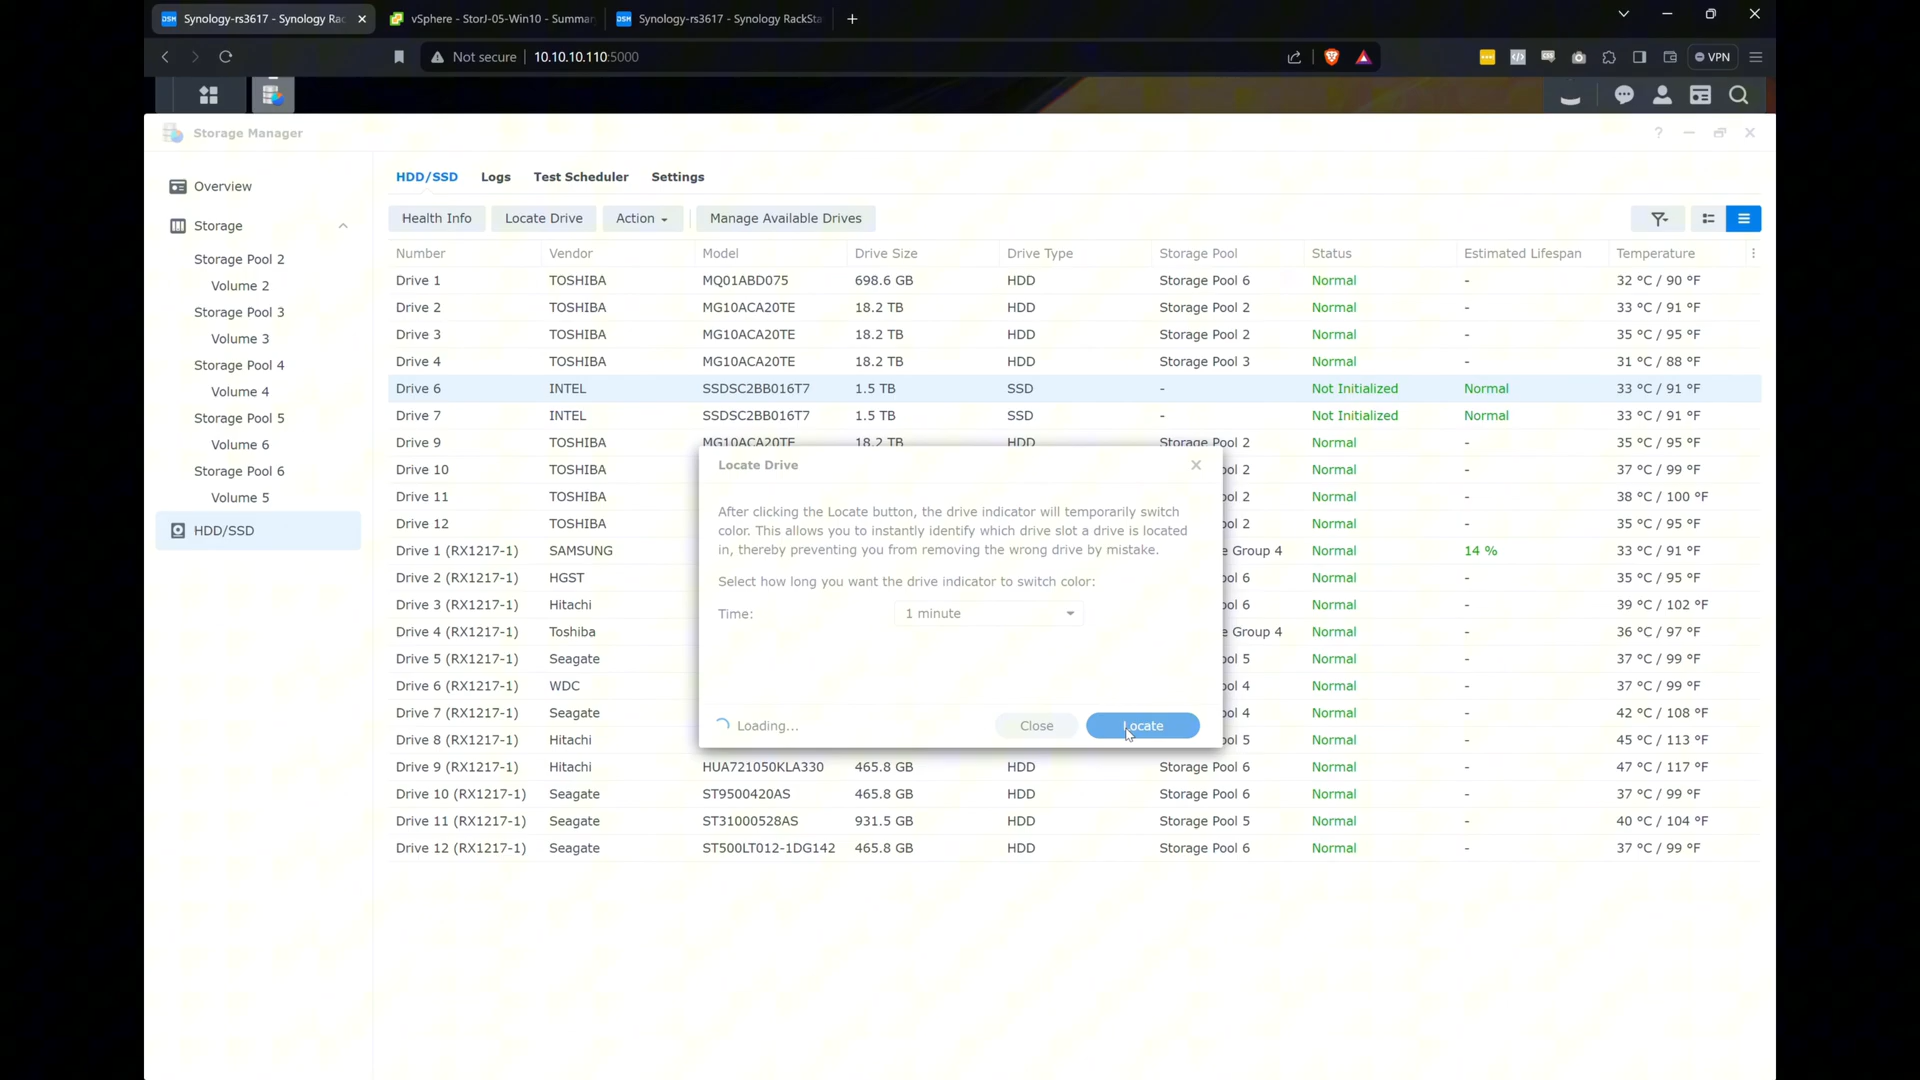 Synology-rs3617 - Synology Rac
vSphere - StorJ-05-Win10 - Summar
Synology-rs3617 - Synology RackSta
Not secure
10.10.10.110:5000
VPN
Storage Manager
Overview
Storage
Storage Pool 2
Volume 2
Storage Pool 3
Volume 3
Storage Pool 4
Volume 4
Storage Pool 5
Volume 6
Storage Pool 6
Volume 5
HDD/SSD
HDD/SSD Logs Test Scheduler Settings
Health Info Locate Drive Action Manage Available Drives
Number Vendor Model Drive Size Drive Type Storage Pool Status Estimated Lifespan Temperature
Drive 1 TOSHIBA MQ01ABD075 698.6 GB HDD Storage Pool 6 Normal - 32 °C / 90 °F
Drive 2 TOSHIBA MG10ACA20TE 18.2 TB HDD Storage Pool 2 Normal - 33 °C / 91 °F
Drive 3 TOSHIBA MG10ACA20TE 18.2 TB HDD Storage Pool 2 Normal - 35 °C / 95 °F
Drive 4 TOSHIBA MG10ACA20TE 18.2 TB HDD Storage Pool 3 Normal - 31 °C / 88 °F
Drive 6 INTEL SSDSC2BB016T7 1.5 TB SSD - Not Initialized Normal 33 °C / 91 °F
Drive 7 INTEL SSDSC2BB016T7 1.5 TB SSD - Not Initialized Normal 33 °C / 91 °F
Drive 9 TOSHIBA MG10ACA20TE 18.2 TB HDD Storage Pool 2 Normal - 35 °C / 95 °F
Drive 10 TOSHIBA ool 2 Normal - 37 °C / 99 °F
Drive 11 TOSHIBA ool 2 Normal - 38 °C / 100 °F
Drive 12 TOSHIBA ool 2 Normal - 35 °C / 95 °F
Drive 1 (RX1217-1) SAMSUNG e Group 4 Normal 14 % 33 °C / 91 °F
Drive 2 (RX1217-1) HGST ool 6 Normal - 35 °C / 95 °F
Drive 3 (RX1217-1) Hitachi ool 6 Normal - 39 °C / 102 °F
Drive 4 (RX1217-1) Toshiba e Group 4 Normal - 36 °C / 97 °F
Drive 5 (RX1217-1) Seagate ool 5 Normal - 37 °C / 99 °F
Drive 6 (RX1217-1) WDC ool 4 Normal - 37 °C / 99 °F
Drive 7 (RX1217-1) Seagate ool 4 Normal - 42 °C / 108 °F
Drive 8 (RX1217-1) Hitachi ool 5 Normal - 45 °C / 113 °F
Drive 9 (RX1217-1) Hitachi HUA721050KLA330 465.8 GB HDD Storage Pool 6 Normal - 47 °C / 117 °F
Drive 10 (RX1217-1) Seagate ST9500420AS 465.8 GB HDD Storage Pool 6 Normal - 37 °C / 99 °F
Drive 11 (RX1217-1) Seagate ST31000528AS 931.5 GB HDD Storage Pool 5 Normal - 40 °C / 104 °F
Drive 12 (RX1217-1) Seagate ST500LT012-1DG142 465.8 GB HDD Storage Pool 6 Normal - 37 °C / 99 °F
Locate Drive
After clicking the Locate button, the drive indicator will temporarily switch
color. This allows you to instantly identify which drive slot a drive is located
in, thereby preventing you from removing the wrong drive by mistake.
Select how long you want the drive indicator to switch color:
Time: 1 minute
Loading... Close Locate